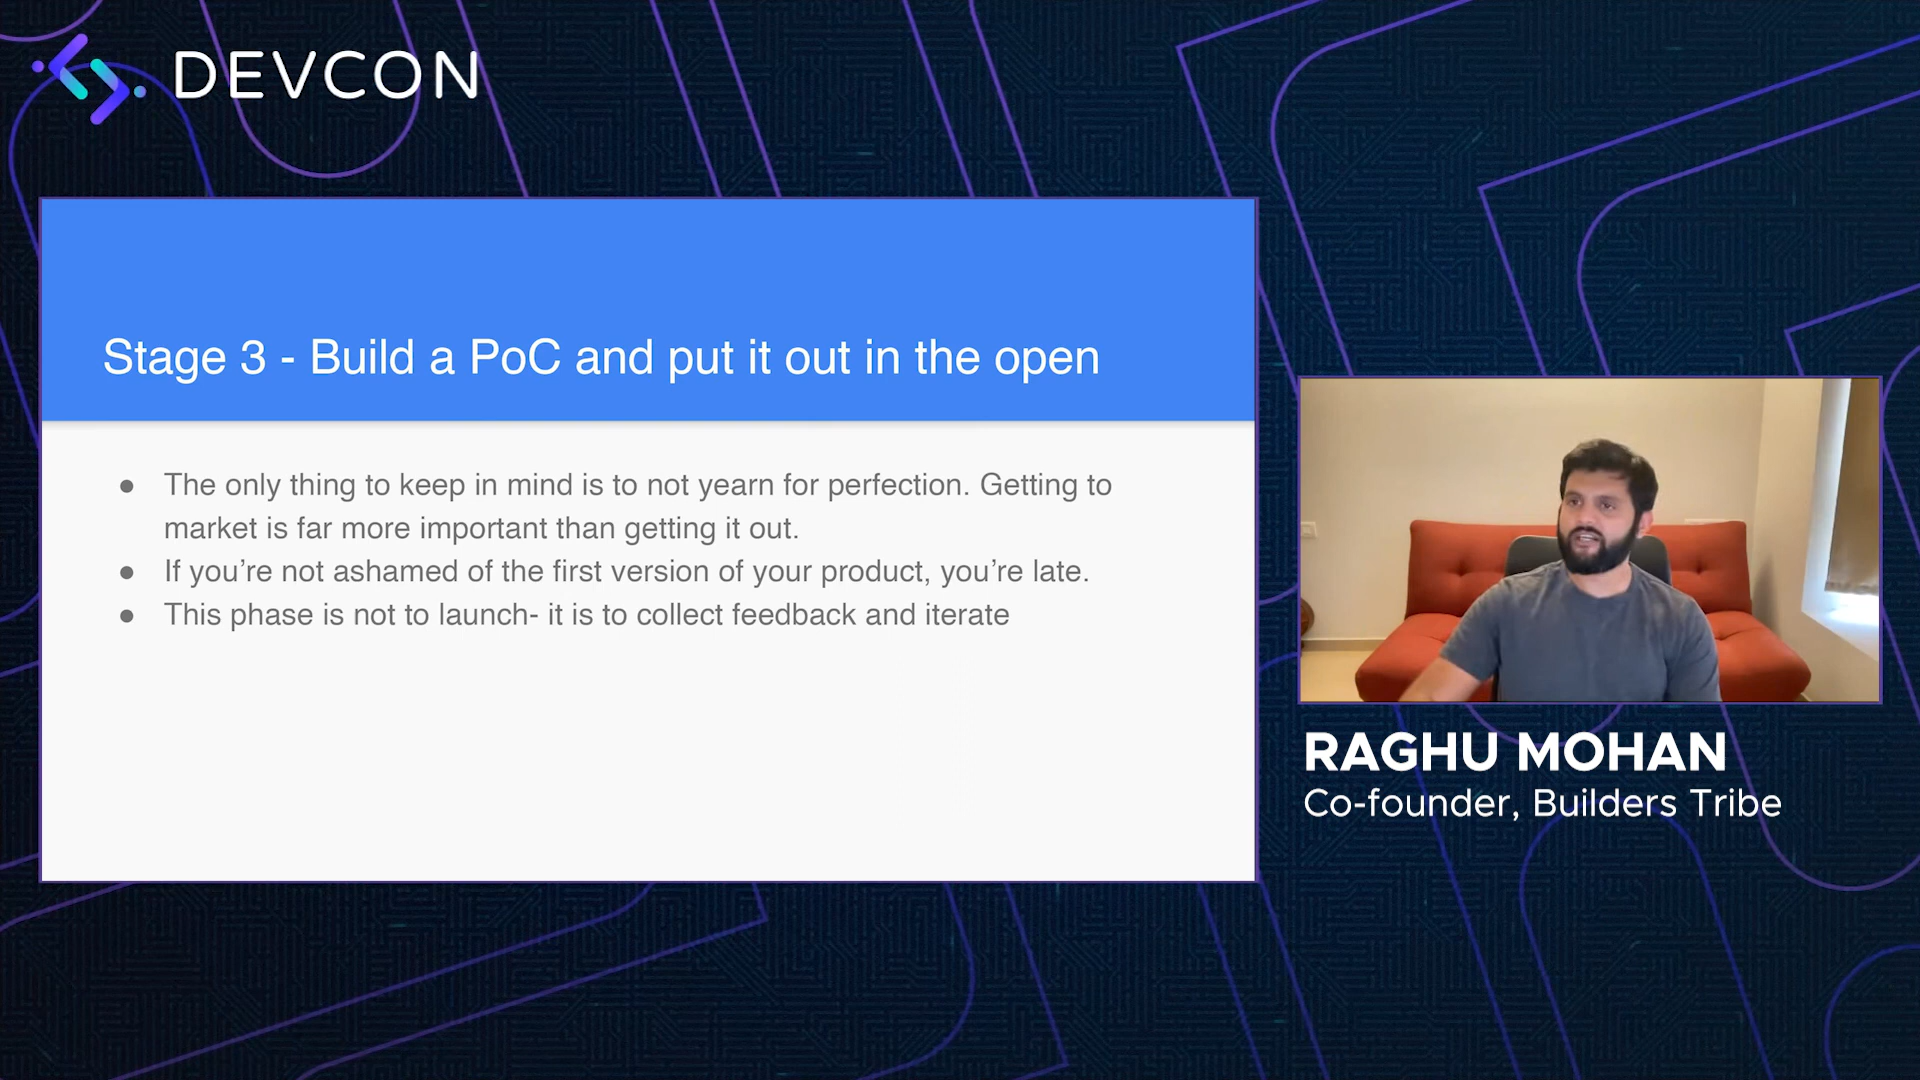 DEVCON
Stage 3 - Build a PoC and put it out in the open
● The only thing to keep in mind is to not yearn for perfection. Getting to
market is far more important than getting it out.
● If you’re not ashamed of the first version of your product, you’re late.
● This phase is not to launch- it is to collect feedback and iterate
RAGHU MOHAN
Co-founder, Builders Tribe